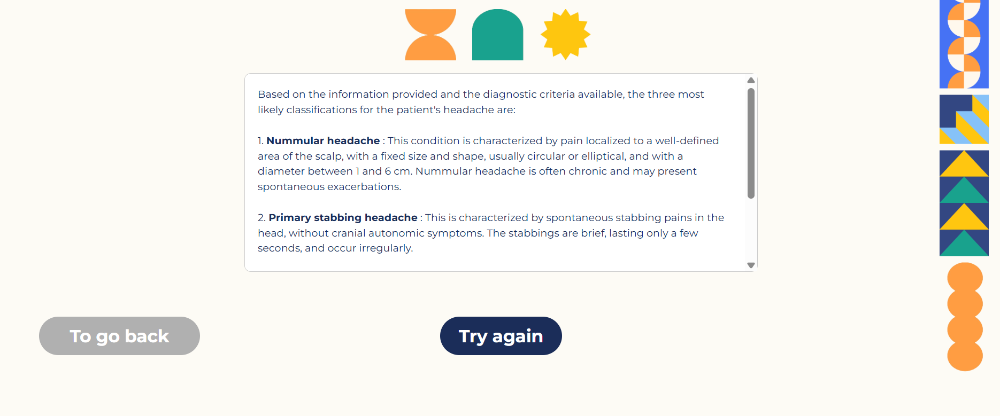 Based on the information provided and the diagnostic criteria available, the three most
likely classifications for the patient's headache are:
1. Nummular headache : This condition is characterized by pain localized to a well-defined
area of the scalp, with a fixed size and shape, usually circular or elliptical, and with a
diameter between 1 and 6 cm. Nummular headache is often chronic and may present
spontaneous exacerbations.
2. Primary stabbing headache : This is characterized by spontaneous stabbing pains in the
head, without cranial autonomic symptoms. The stabbings are brief, lasting only a few
seconds, and occur irregularly.
To go back
Try again